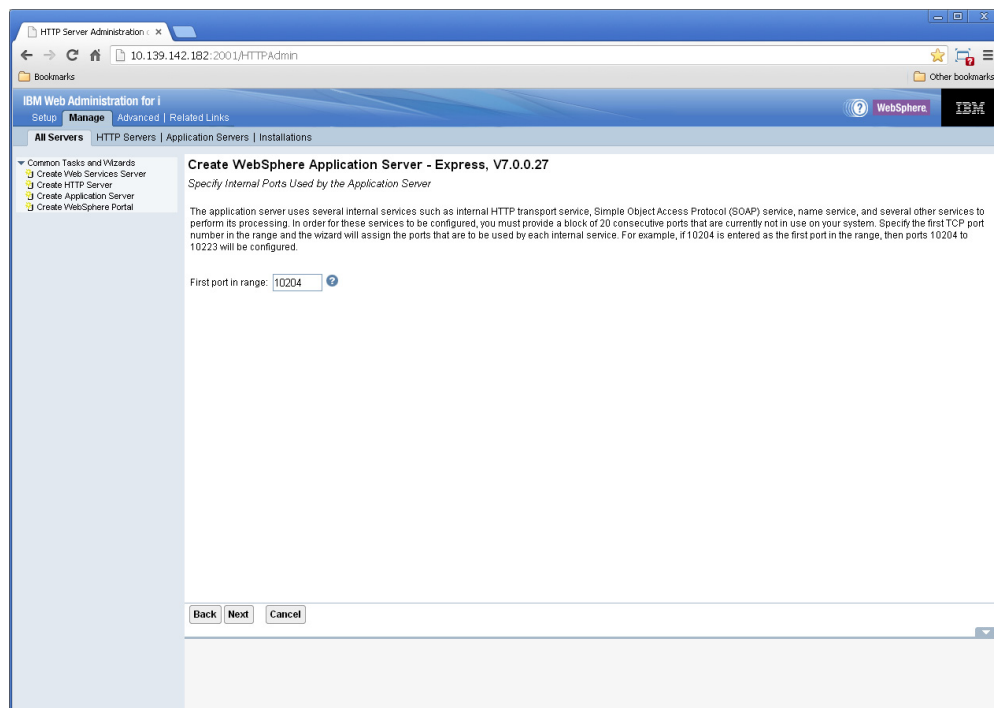 HTTP Server Administration
10.139.142.182:2001/HTTPAdmin
Bookmarks
Other bookmarks
IBM Web Administration for i
Setup Manage Advanced | Related Links
WebSphere.
IBM
All Servers HTTP Servers | Application Servers | Installations
Common Tasks and Wizards
Create Web Services Server
Create HTTP Server
Create Application Server
Create WebSphere Portal
Create WebSphere Application Server - Express, V7.0.0.27
Specify Internal Ports Used by the Application Server
The application server uses several internal services such as internal HTTP transport service, Simple Object Access Protocol (SOAP) service, name service, and several other services to
perform its processing. In order for these services to be configured, you must provide a block of 20 consecutive ports that are currently not in use on your system. Specify the first TCP port
number in the range and the wizard will assign the ports that are to be used by each internal service. For example, if 10204 is entered as the first port in the range, then ports 10204 to
10223 will be configured.
First port in range: 10204
Back Next Cancel